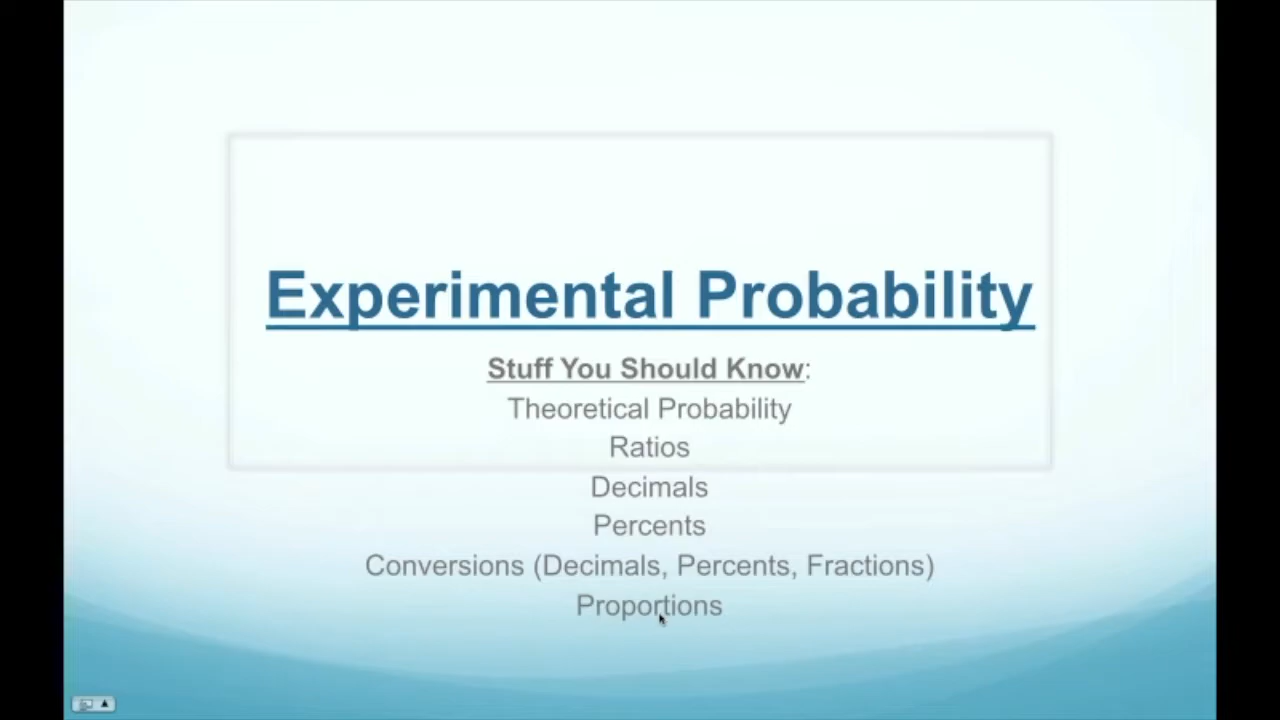 Experimental Probability
Stuff You Should Know:
Theoretical Probability
Ratios
Decimals
Percents
Conversions (Decimals, Percents, Fractions)
Proportions